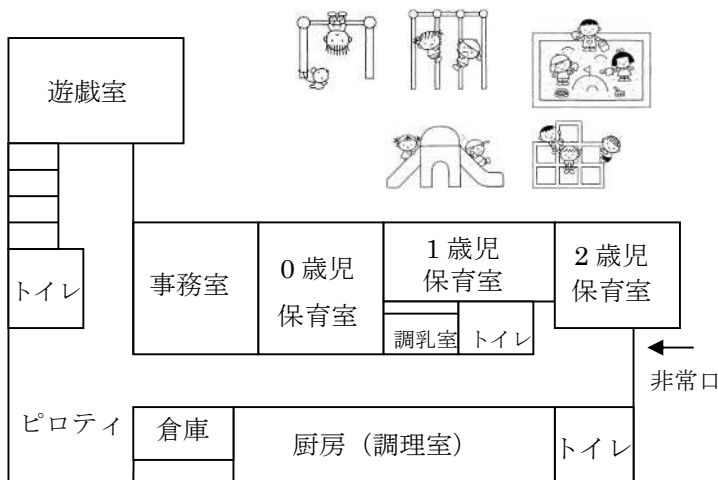 遊戯室
トイレ
事務室
0歳児
保育室
1歳児
保育室
2歳児
保育室
調乳室
トイレ
非常口
ピロティ
倉庫
厨房（調理室）
トイレ